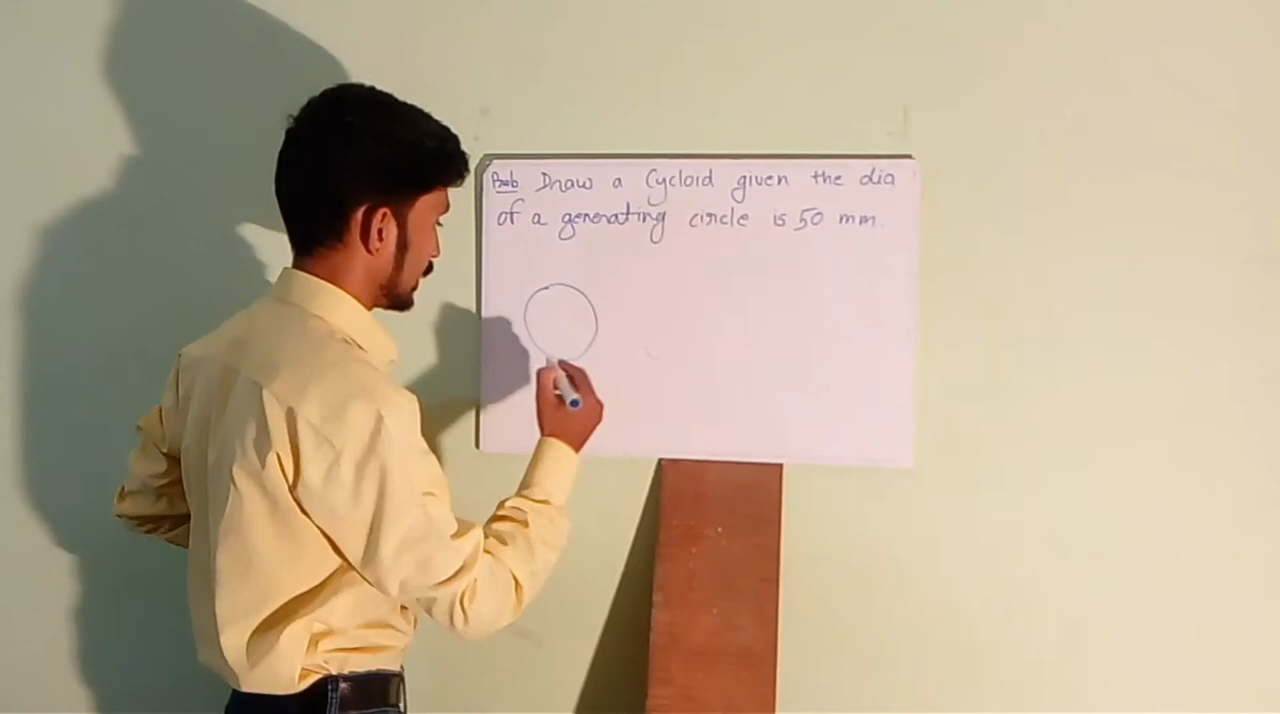 Prob Draw a Cycloid given the dia
of a generating circle is 50 mm.